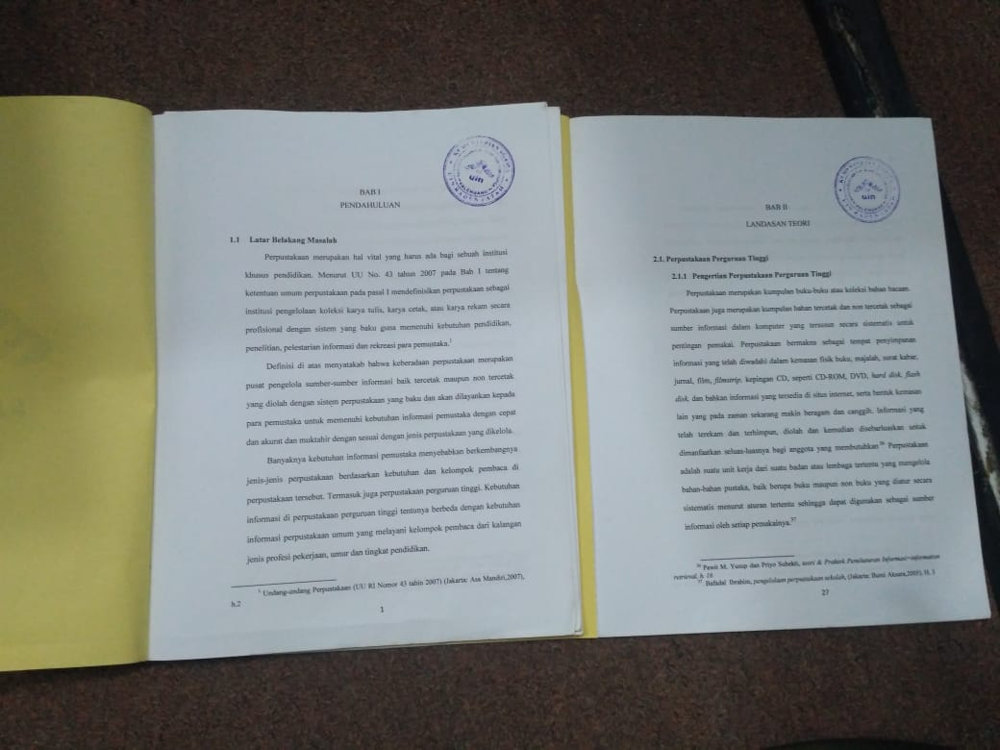 BAB I
PENDAHULUAN
1.1 Latar Belakang Masalah
Perpustakaan merupakan hal vital yang harus ada bagi sebuah institusi
khusus pendidikan. Menurut UU No. 43 tahun 2007 pada Bab I tentang
ketentuan umum perpustakaan pada pasal I mendefinisikan perpustakaan sebagai
institusi pengelolaan koleksi karya tulis, karya cetak, atau karya rekam secara
profisional dengan sistem yang baku guna memenuhi kebutuhan pendidikan,
penelitian, pelestarian informasi dan rekreasi para pemustaka.1
Definisi di atas menyatakab bahwa keberadaan perpustakaan merupakan
pusat pengelola sumber-sumber informasi baik tercetak maupun non tercetak
yang diolah dengan sistem perpustakaan yang baku dan akan dilayankan kepada
para pemustaka untuk memenuhi kebutuhan informasi pemustaka dengan cepat
dan akurat dan muktahir dengan sesuai dengan jenis perpustakaan yang dikelola.
Banyaknya kebutuhan informasi pemustaka menyebabkan berkembangnya
jenis-jenis perpustakaan berdasarkan kebutuhan dan kelompok pembaca di
perpustakaan tersebut. Termasuk juga perpustakaan perguruan tinggi. Kebutuhan
informasi di perpustakaan perguruan tinggi tentunya berbeda dengan kebutuhan
informasi perpustakaan umum yang melayani kelompok pembaca dari kalangan
jenis profesi pekerjaan, umur dan tingkat pendidikan.
1 Undang-undang Perpustakaan (UU RI Nomor 43 tahin 2007) (Jakarta: Asa Mandiri,2007),
h.2
1
uin
BAB II
LANDASAN TEORI
2.1. Perpustakaan Perguruan Tinggi
2.1.1 Pengertian Perpustakaan Perguruan Tinggi
Perpustakaan merupakan kumpulan buku-buku atau koleksi bahan bacaan.
Perpustakaan juga merupakan kumpulan bahan tercetak dan non tercetak sebagai
sumber informasi dalam komputer yang tersusun secara sistematis untuk
pentingan pemakai. Perpustakaan bermakna sebagai tempat penyimpanan
informasi yang telah diwadahi dalam kemasan fisik buku, majalah, surat kabar,
jurnal, film, filmstrip, kepingan CD, seperti CD-ROM, DVD, hard disk, flash
disk, dan bahkan informasi yang tersedia di situs internet, serta bentuk kemasan
lain yang pada zaman sekarang makin beragam dan canggih. Informasi yang
telah terekam dan terhimpun, diolah dan kemudian disebarluaskan untuk
dimanfaatkan seluas-luasnya bagi anggota yang membutuhkan36 Perpustakaan
adalah suatu unit kerja dari suatu badan atau lembaga tertentu yang mengelola
bahan-bahan pustaka, baik berupa buku maupun non buku yang diatur secara
sistematis menurut aturan tertentu sehingga dapat digunakan sebagai sumber
informasi oleh setiap pemakainya.37
36 Pawit M. Yusup dan Priyo Subekti, teori & Praktek Penelusuran Informasi=information
retrieval, h. 16
37 Bafadal Ibrahim, pengelolaan perpustakaan sekolah, (Jakarta: Bumi Aksara,2005), H. 3
27
uin